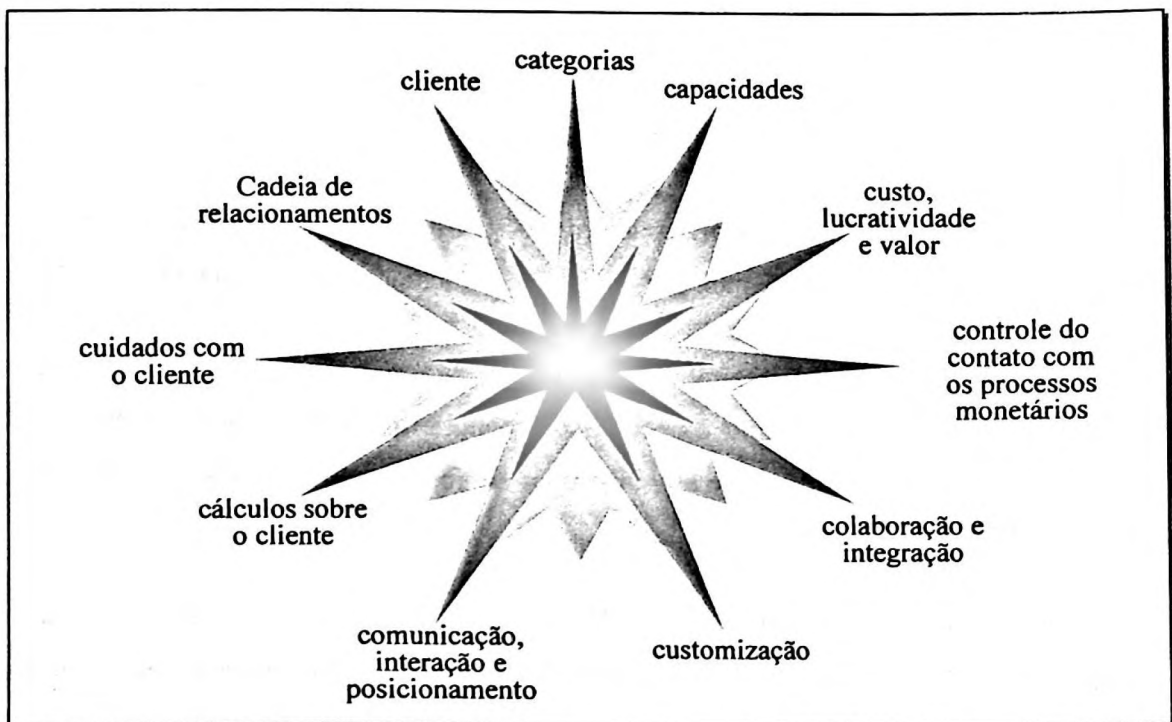 categorias
cliente
capacidades
Cadeia de
relacionamentos
custo,
lucratividade
e valor
cuidados com
o cliente
controle do
contato com
os processos
monetários
cálculos sobre
o cliente
colaboração e
integração
comunicação,
interação e
posicionamento
customização